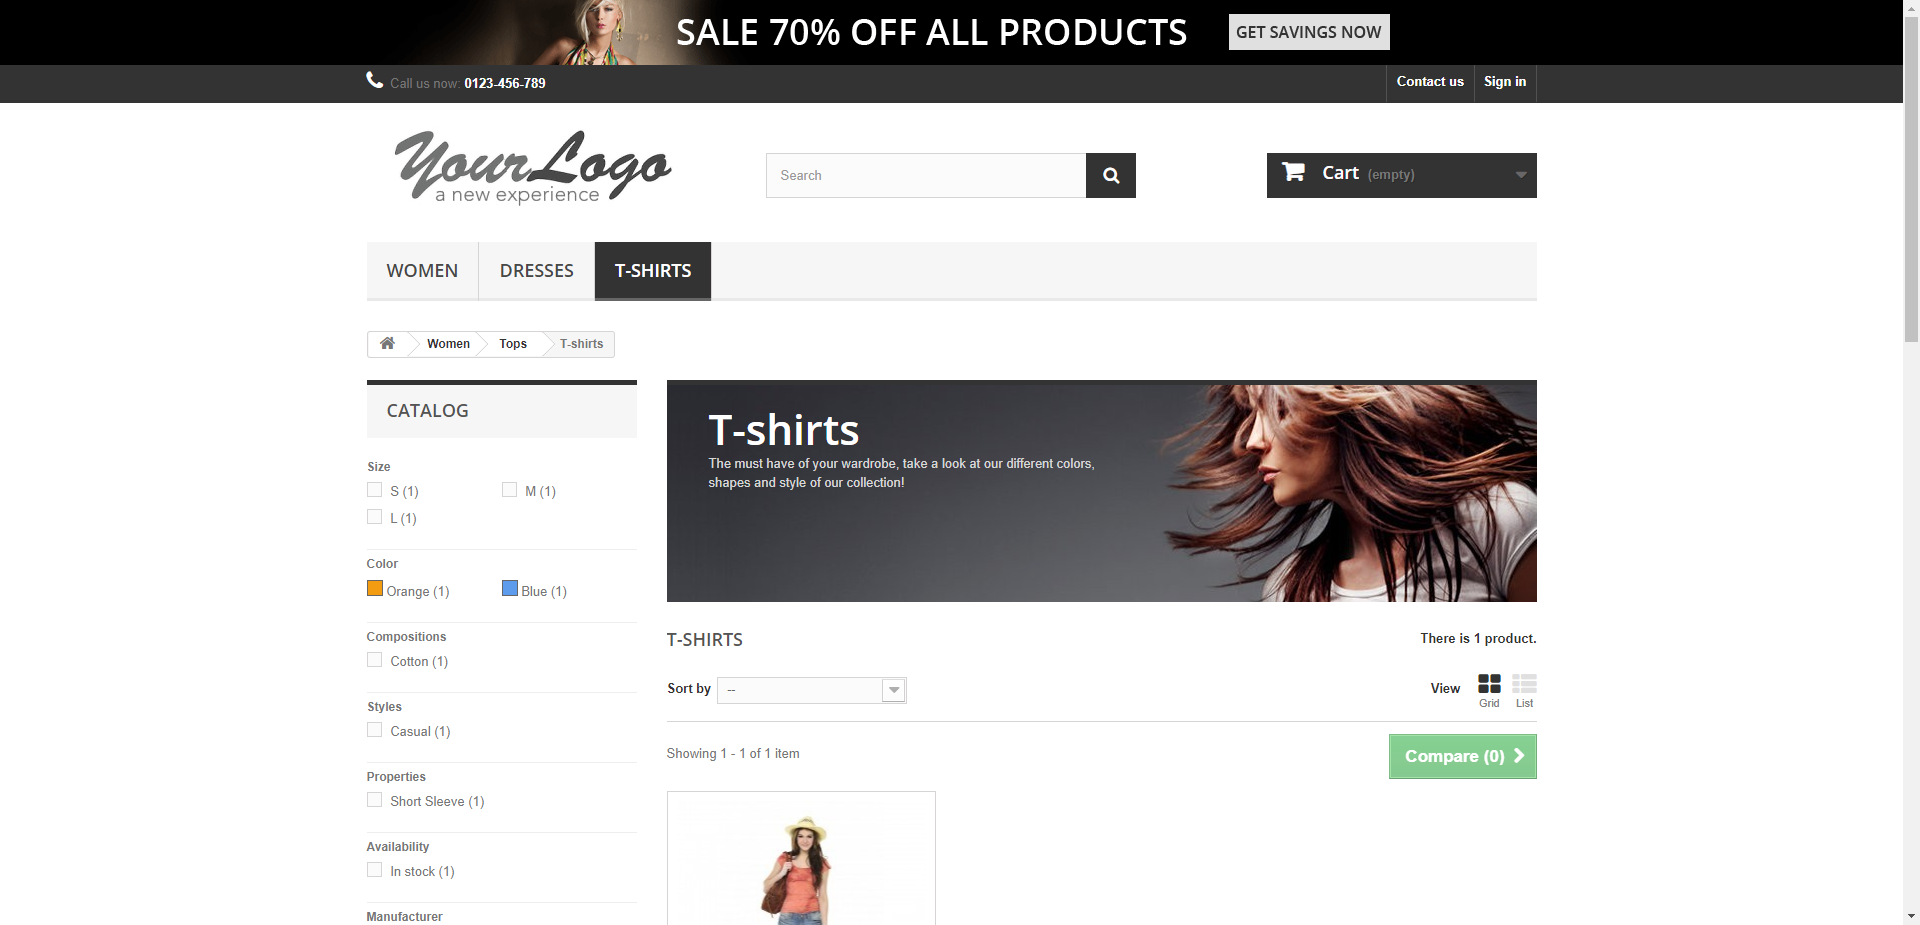 SALE 70% OFF ALL PRODUCTS
GET SAVINGS NOW
Call us now: 0123-456-789
Contact us
Sign in
YourLogo
a new experience
Search
Cart (empty)
WOMEN
DRESSES
T-SHIRTS
Women
Tops
T-shirts
CATALOG
Size
S (1)
M (1)
L (1)
Color
Orange (1)
Blue (1)
Compositions
Cotton (1)
Styles
Casual (1)
Properties
Short Sleeve (1)
Availability
In stock (1)
Manufacturer
T-shirts
The must have of your wardrobe, take a look at our different colors,
shapes and style of our collection!
T-SHIRTS
There is 1 product.
Sort by
--
View
Grid
List
Showing 1 - 1 of 1 item
Compare (0)